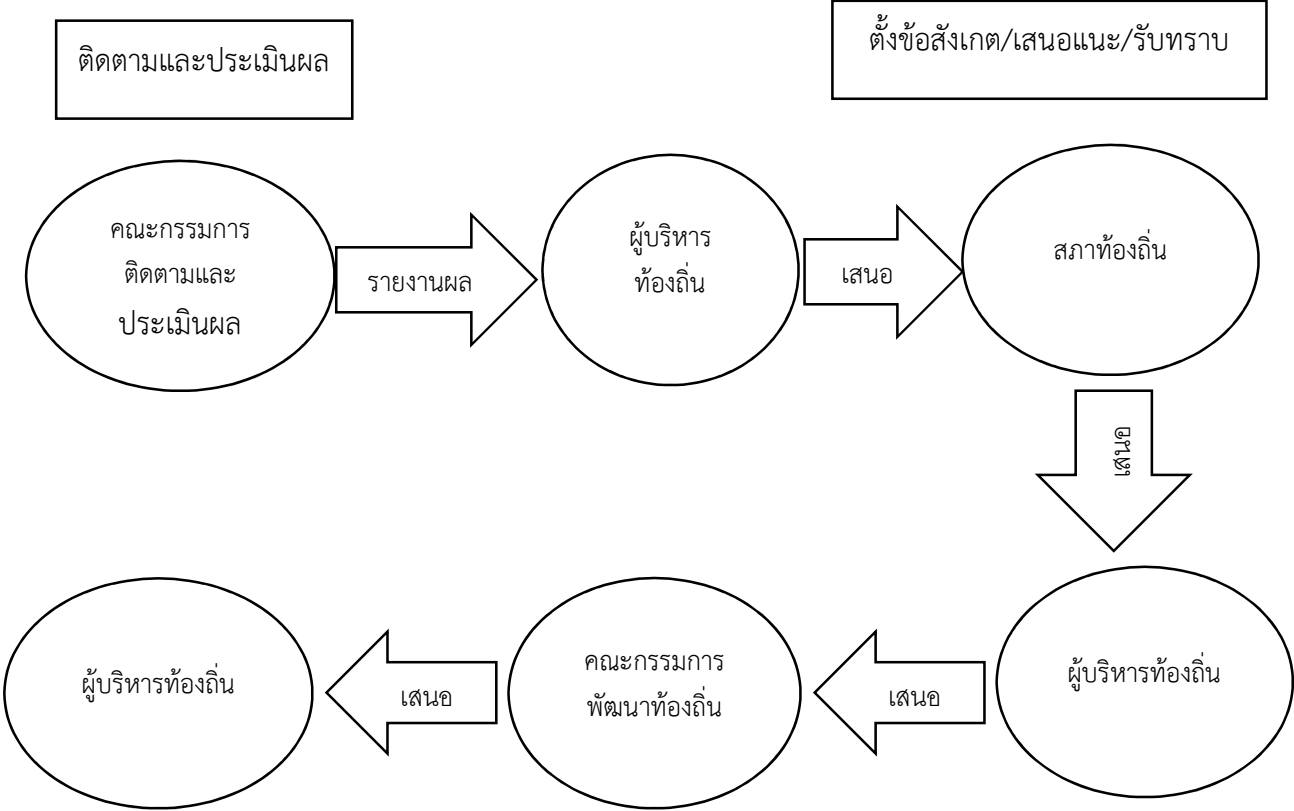 ติดตามและประเมินผล
ตั้งข้อสังเกต/เสนอแนะ/รับทราบ
คณะกรรมการ
ติดตามและ
ประเมินผล
รายงานผล
ผู้บริหาร
ท้องถิ่น
เสนอ
สภาท้องถิ่น
เสนอ
ผู้บริหารท้องถิ่น
เสนอ
คณะกรรมการ
พัฒนาท้องถิ่น
เสนอ
ผู้บริหารท้องถิ่น